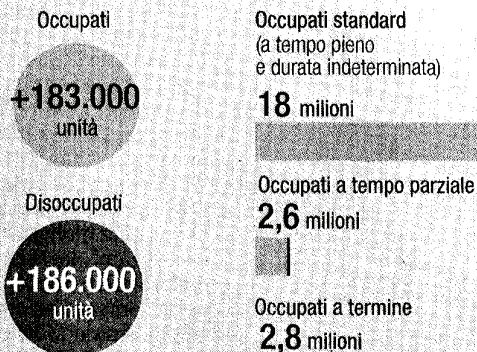 Occupati
+183.000
unità
Disoccupati
+186.000
unità
Occupati standard
(a tempo pieno
e durata indeterminata)
18 milioni
Occupati a tempo parziale
2,6 milioni
Occupati a termine
2,8 milioni